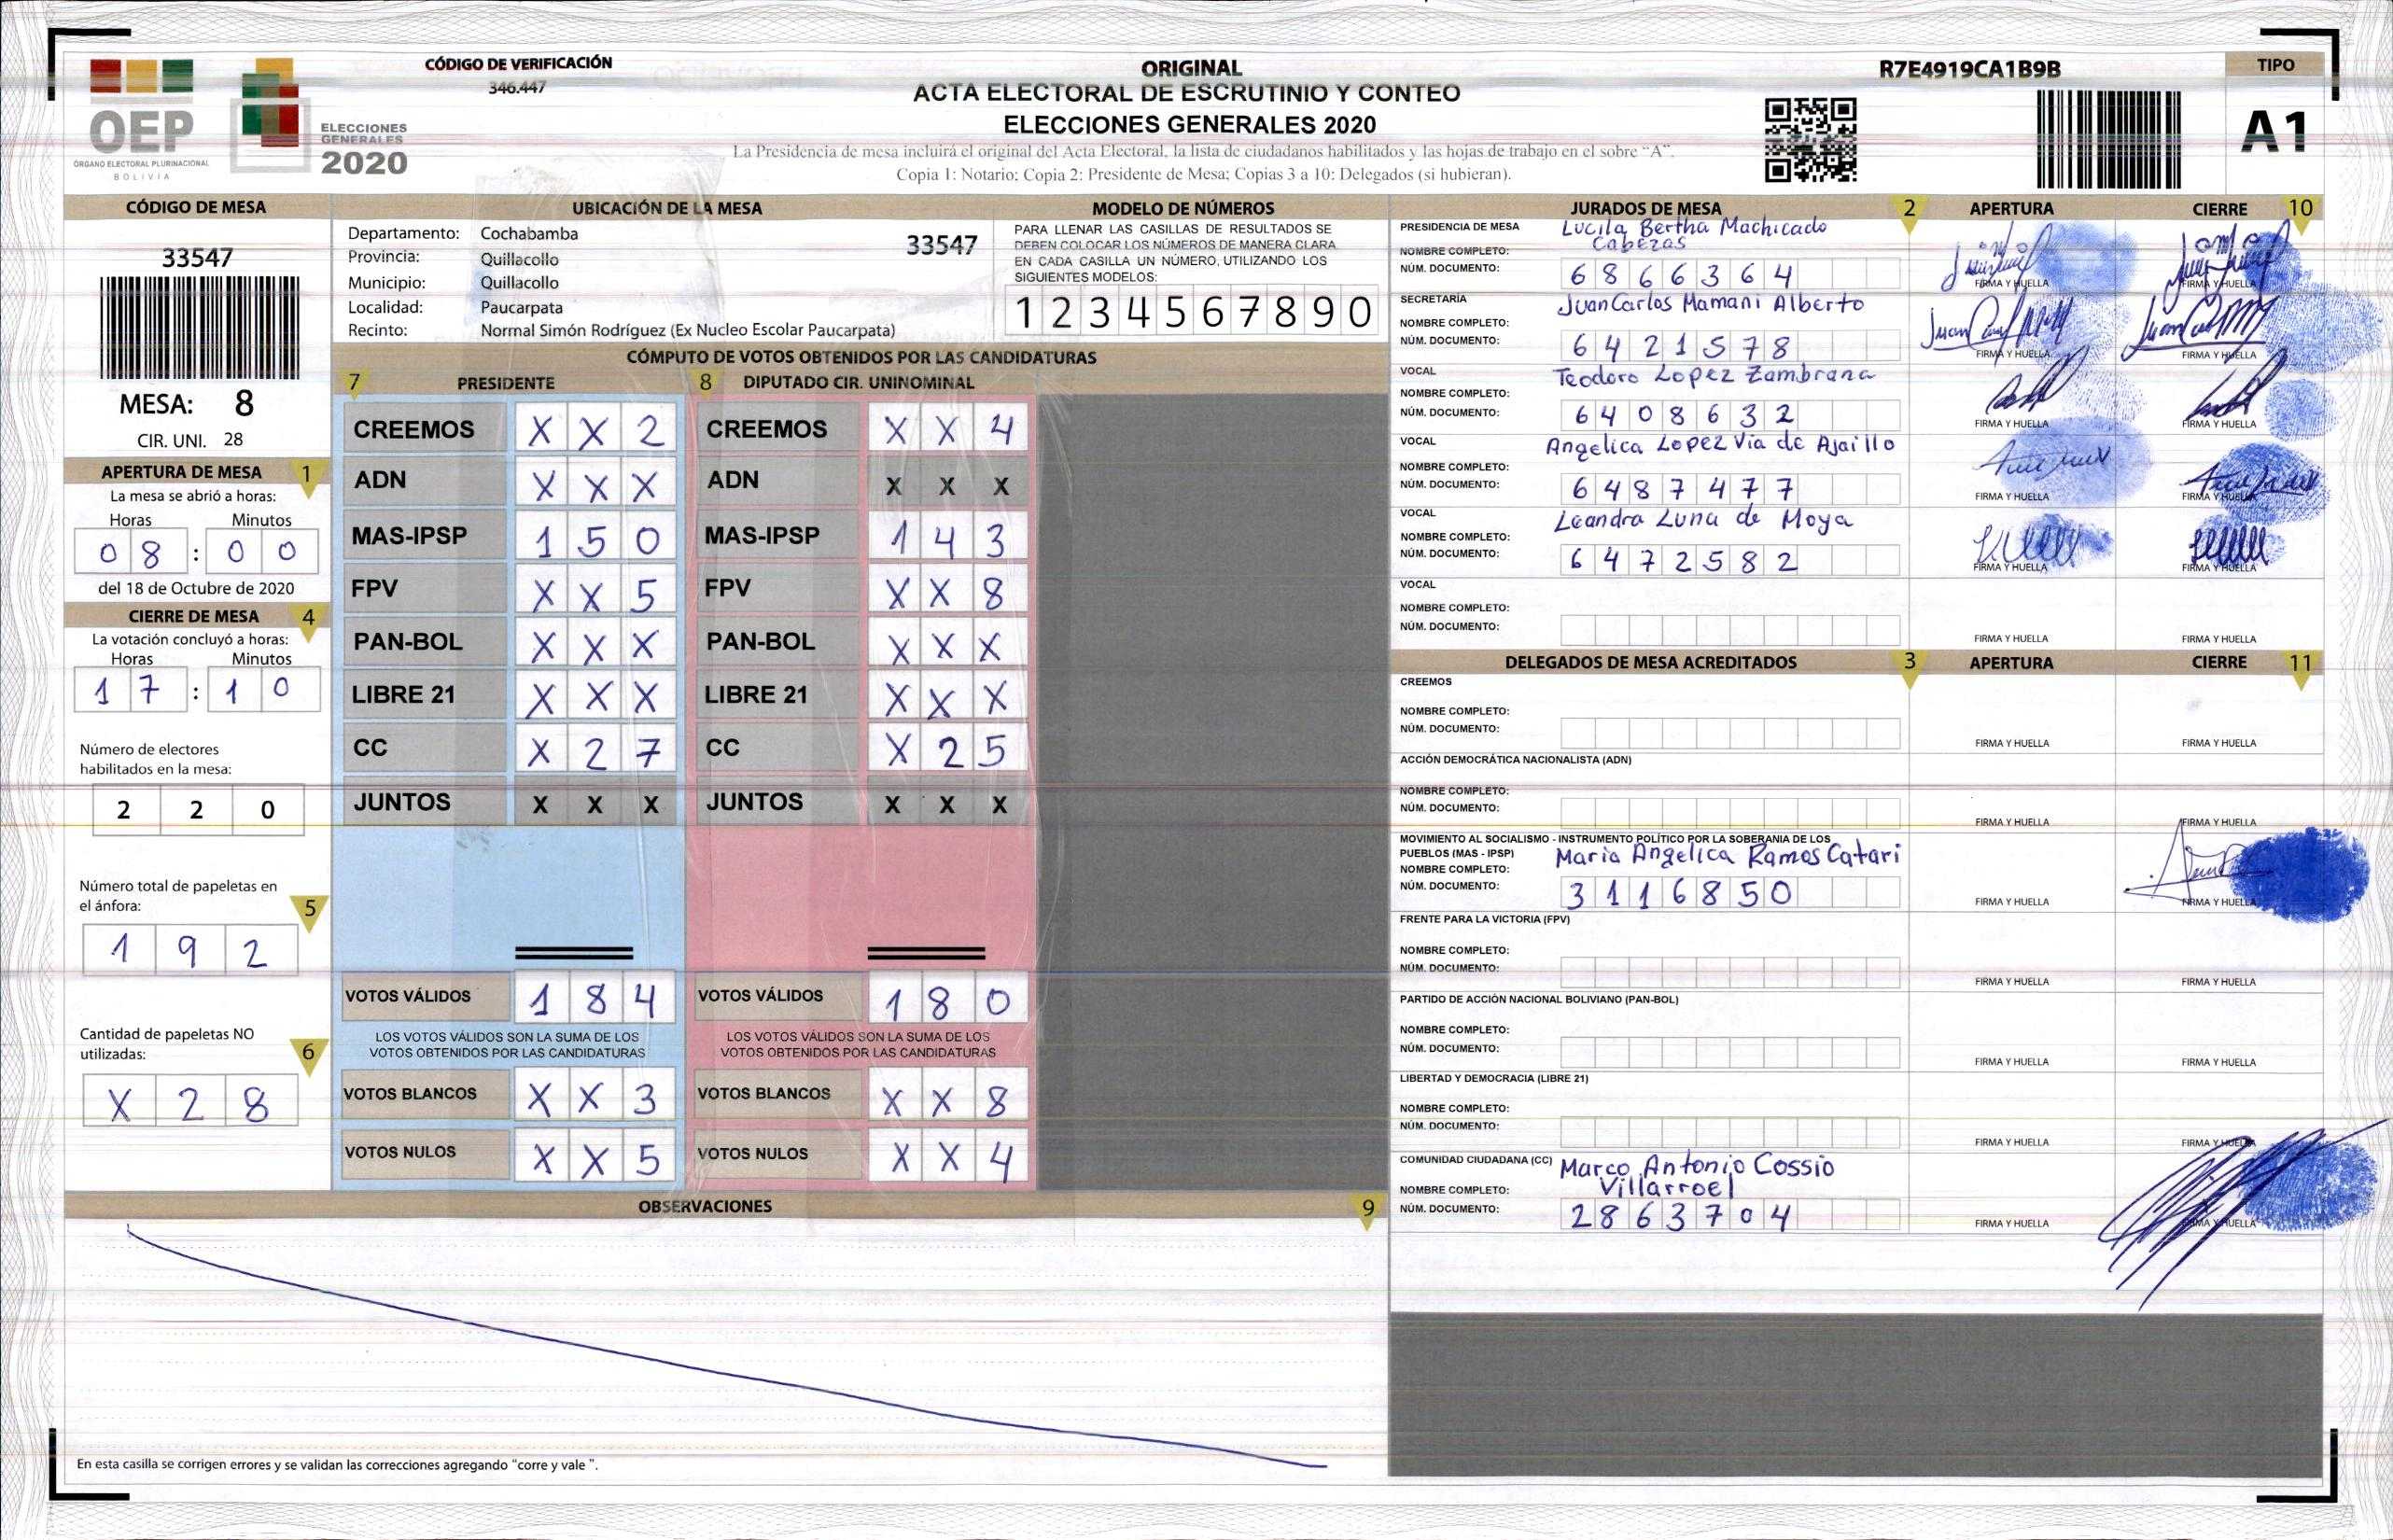 OEP
ÓRGANO ELECTORAL PLURINACIONAL
BOLIVIA
ELECCIONES
GENERALES
2020
CÓDIGO DE VERIFICACIÓN
346.447
ORIGINAL
ACTA ELECTORAL DE ESCRUTINIO Y CONTEO
ELECCIONES GENERALES 2020
La Presidencia de mesa incluirá el original del Acta Electoral, la lista de ciudadanos habilitados y las hojas de trabajo en el sobre “A”.
Copia 1: Notario; Copia 2: Presidente de Mesa; Copias 3 a 10: Delegados (si hubieran).
R7E4919CA1B9B
TIPO
A1
CÓDIGO DE MESA
33547
MESA: 8
CIR. UNI. 28
APERTURA DE MESA 1
La mesa se abrió a horas:
Horas Minutos
0 8 : 0 0
del 18 de Octubre de 2020
CIERRE DE MESA 4
La votación concluyó a horas:
Horas Minutos
1 7 : 1 0
Número de electores
habilitados en la mesa:
2 2 0
Número total de papeletas en
el ánfora: 5
1 9 2
Cantidad de papeletas NO
utilizadas: 6
X 2 8
UBICACIÓN DE LA MESA
Departamento: Cochabamba
33547
Provincia: Quillacollo
Municipio: Quillacollo
Localidad: Paucarpata
Recinto: Normal Simón Rodríguez (Ex Nucleo Escolar Paucarpata)
MODELO DE NÚMEROS
PARA LLENAR LAS CASILLAS DE RESULTADOS SE
DEBEN COLOCAR LOS NÚMEROS DE MANERA CLARA
EN CADA CASILLA UN NÚMERO, UTILIZANDO LOS
SIGUIENTES MODELOS:
1 2 3 4 5 6 7 8 9 0
CÓMPUTO DE VOTOS OBTENIDOS POR LAS CANDIDATURAS
7 PRESIDENTE 8 DIPUTADO CIR. UNINOMINAL
CREEMOS X X 2 CREEMOS X X 4
ADN X X X ADN X X X
MAS-IPSP 1 5 0 MAS-IPSP 1 4 3
FPV X X 5 FPV X X 8
PAN-BOL X X X PAN-BOL X X X
LIBRE 21 X X X LIBRE 21 X X X
CC X 2 7 CC X 2 5
JUNTOS X X X JUNTOS X X X
VOTOS VÁLIDOS 1 8 4 VOTOS VÁLIDOS 1 8 0
LOS VOTOS VÁLIDOS SON LA SUMA DE LOS LOS VOTOS VÁLIDOS SON LA SUMA DE LOS
VOTOS OBTENIDOS POR LAS CANDIDATURAS VOTOS OBTENIDOS POR LAS CANDIDATURAS
VOTOS BLANCOS X X 3 VOTOS BLANCOS X X 8
VOTOS NULOS X X 5 VOTOS NULOS X X 4
OBSERVACIONES 9
En esta casilla se corrigen errores y se validan las correcciones agregando “corre y vale ”.
JURADOS DE MESA 2 APERTURA CIERRE 10
PRESIDENCIA DE MESA Lucila Bertha Machicado
NOMBRE COMPLETO: Cabezas
NÚM. DOCUMENTO: 6 8 6 6 3 6 4
FIRMA Y HUELLA FIRMA Y HUELLA
SECRETARÍA JuanCarlos Mamani Alberto
NOMBRE COMPLETO:
NÚM. DOCUMENTO: 6 4 2 1 5 7 8
FIRMA Y HUELLA FIRMA Y HUELLA
VOCAL Teodoro Lopez Zambrana
NOMBRE COMPLETO:
NÚM. DOCUMENTO: 6 4 0 8 6 3 2
FIRMA Y HUELLA FIRMA Y HUELLA
VOCAL Angelica Lopez Via de Ajaillo
NOMBRE COMPLETO:
NÚM. DOCUMENTO: 6 4 8 7 4 7 7
FIRMA Y HUELLA FIRMA Y HUELLA
VOCAL Leandra Luna de Moya
NOMBRE COMPLETO:
NÚM. DOCUMENTO: 6 4 7 2 5 8 2
FIRMA Y HUELLA FIRMA Y HUELLA
VOCAL
NOMBRE COMPLETO:
NÚM. DOCUMENTO:
FIRMA Y HUELLA FIRMA Y HUELLA
DELEGADOS DE MESA ACREDITADOS 3 APERTURA CIERRE 11
CREEMOS
NOMBRE COMPLETO:
NÚM. DOCUMENTO:
FIRMA Y HUELLA FIRMA Y HUELLA
ACCIÓN DEMOCRÁTICA NACIONALISTA (ADN)
NOMBRE COMPLETO:
NÚM. DOCUMENTO:
FIRMA Y HUELLA FIRMA Y HUELLA
MOVIMIENTO AL SOCIALISMO - INSTRUMENTO POLÍTICO POR LA SOBERANIA DE LOS
PUEBLOS (MAS - IPSP) Maria Angelica Ramos Catari
NOMBRE COMPLETO:
NÚM. DOCUMENTO: 3 1 1 6 8 5 0
FIRMA Y HUELLA FIRMA Y HUELLA
FRENTE PARA LA VICTORIA (FPV)
NOMBRE COMPLETO:
NÚM. DOCUMENTO:
FIRMA Y HUELLA FIRMA Y HUELLA
PARTIDO DE ACCIÓN NACIONAL BOLIVIANO (PAN-BOL)
NOMBRE COMPLETO:
NÚM. DOCUMENTO:
FIRMA Y HUELLA FIRMA Y HUELLA
LIBERTAD Y DEMOCRACIA (LIBRE 21)
NOMBRE COMPLETO:
NÚM. DOCUMENTO:
FIRMA Y HUELLA FIRMA Y HUELLA
COMUNIDAD CIUDADANA (CC) Marco Antonio Cossio
NOMBRE COMPLETO: Villarroel
NÚM. DOCUMENTO: 2 8 6 3 7 0 4
FIRMA Y HUELLA FIRMA Y HUELLA